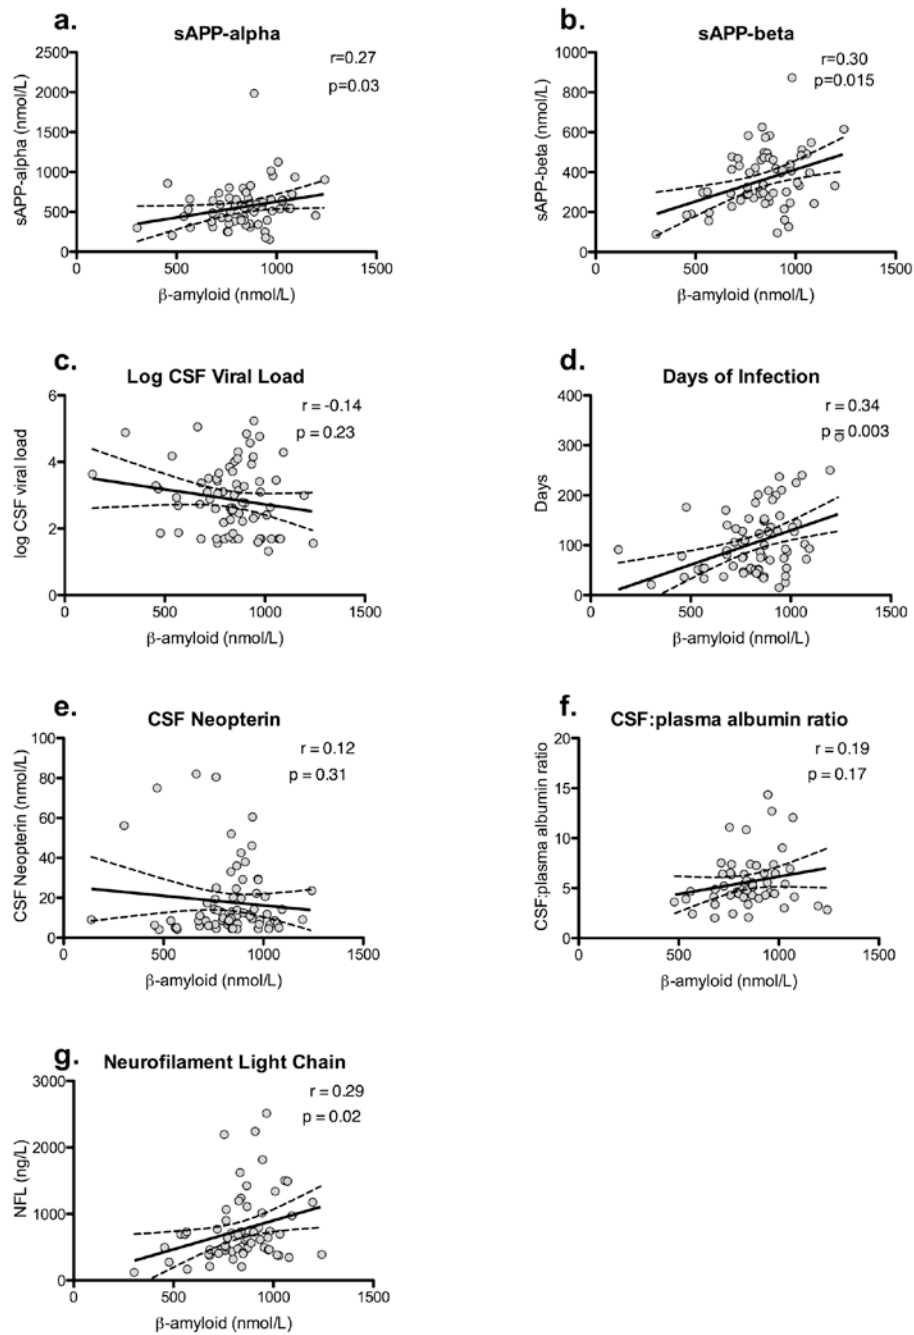 a.
sAPP-alpha
r=0.27
p=0.03
sAPP-alpha (nmol/L)
2500
2000
1500
1000
500
0
0 500 1000 1500
β-amyloid (nmol/L)
b.
sAPP-beta
r=0.30
p=0.015
sAPP-beta (nmol/L)
1000
800
600
400
200
0
0 500 1000 1500
β-amyloid (nmol/L)
c.
Log CSF Viral Load
r = -0.14
p = 0.23
log CSF viral load
6
4
2
0
0 500 1000 1500
β-amyloid (nmol/L)
d.
Days of Infection
r = 0.34
p = 0.003
Days
400
300
200
100
0
0 500 1000 1500
β-amyloid (nmol/L)
e.
CSF Neopterin
r = 0.12
p = 0.31
CSF Neopterin (nmol/L)
100
80
60
40
20
0
0 500 1000 1500
β-amyloid (nmol/L)
f.
CSF:plasma albumin ratio
r = 0.19
p = 0.17
CSF:plasma albumin ratio
20
15
10
5
0
0 500 1000 1500
β-amyloid (nmol/L)
g.
Neurofilament Light Chain
r = 0.29
p = 0.02
NFL (ng/L)
3000
2000
1000
0
0 500 1000 1500
β-amyloid (nmol/L)